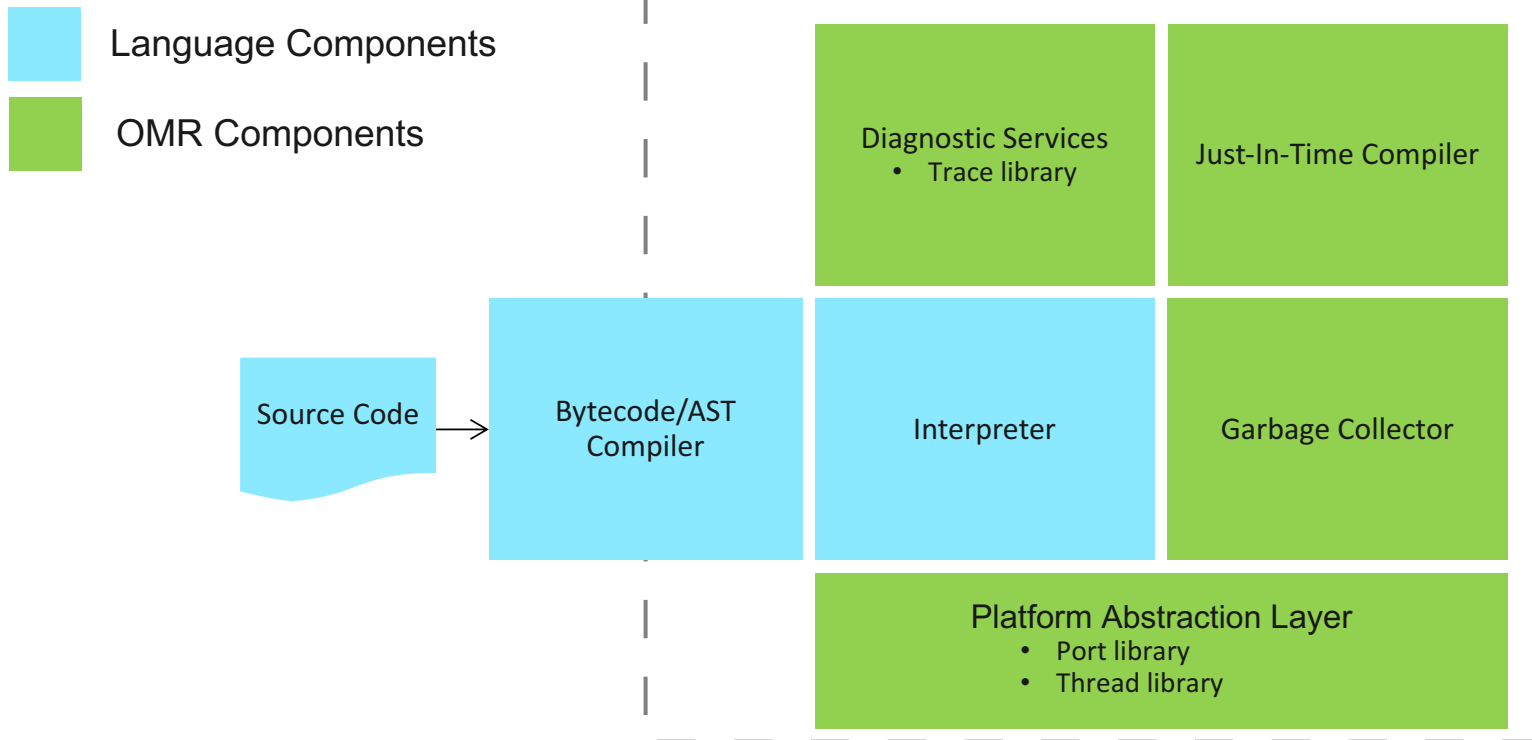 Language Components
OMR Components
Diagnostic Services
• Trace library
Just-In-Time Compiler
Source Code
Bytecode/AST
Compiler
Interpreter
Garbage Collector
Platform Abstraction Layer
• Port library
• Thread library